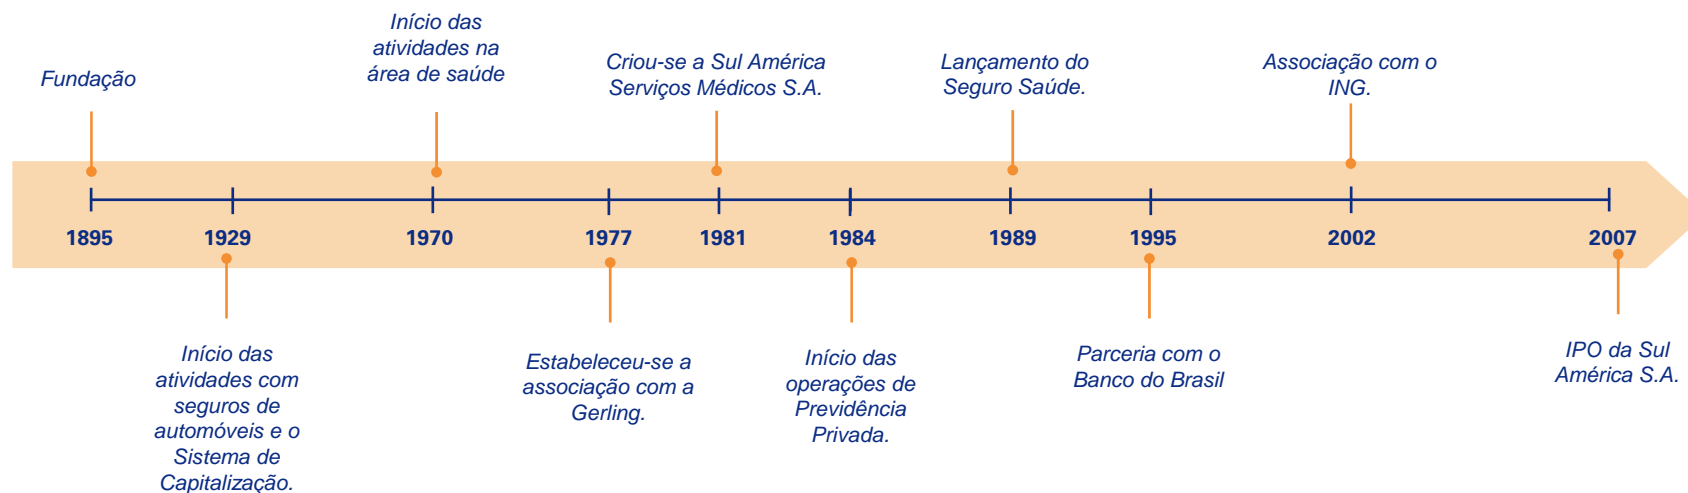 Fundação
Início das
atividades na
área de saúde
Criou-se a Sul América
Serviços Médicos S.A.
Lançamento do
Seguro Saúde.
Associação com o
ING.
1895
1929
1970
1977
1981
1984
1989
1995
2002
2007
Início das
atividades com
seguros de
automóveis e o
Sistema de
Capitalização.
Estabeleceu-se a
associação com a
Gerling.
Início das
operações de
Previdência
Privada.
Parceria com o
Banco do Brasil
IPO da Sul
América S.A.